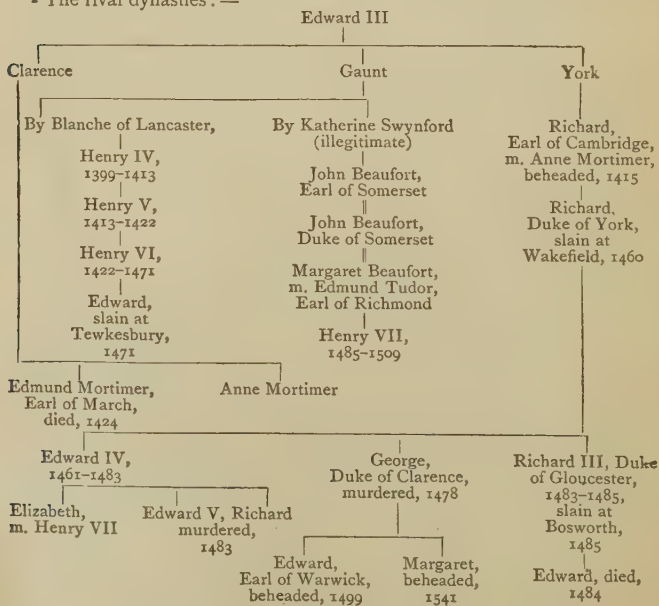 The rival dynasties: —
Edward III
Clarence
Gaunt
York
By Blanche of Lancaster,
Henry IV,
1399-1413
Henry V,
1413-1422
Henry VI,
1422-1471
Edward,
slain at
Tewkesbury,
1471
By Katherine Swynford
(illegitimate)
John Beaufort,
Earl of Somerset
John Beaufort,
Duke of Somerset
Margaret Beaufort,
m. Edmund Tudor,
Earl of Richmond
Henry VII,
1485-1509
Richard,
Earl of Cambridge,
m. Anne Mortimer,
beheaded, 1415
Richard,
Duke of York,
slain at
Wakefield, 1460
Edmund Mortimer,
Earl of March,
died, 1424
Anne Mortimer
Edward IV,
1461-1483
George,
Duke of Clarence,
murdered, 1478
Richard III, Duke
of Gloucester,
1483-1485,
slain at
Bosworth,
1485
Elizabeth,
m. Henry VII
Edward V, Richard
murdered,
1483
Edward,
Earl of Warwick,
beheaded, 1499
Margaret,
beheaded,
1541
Edward, died,
1484